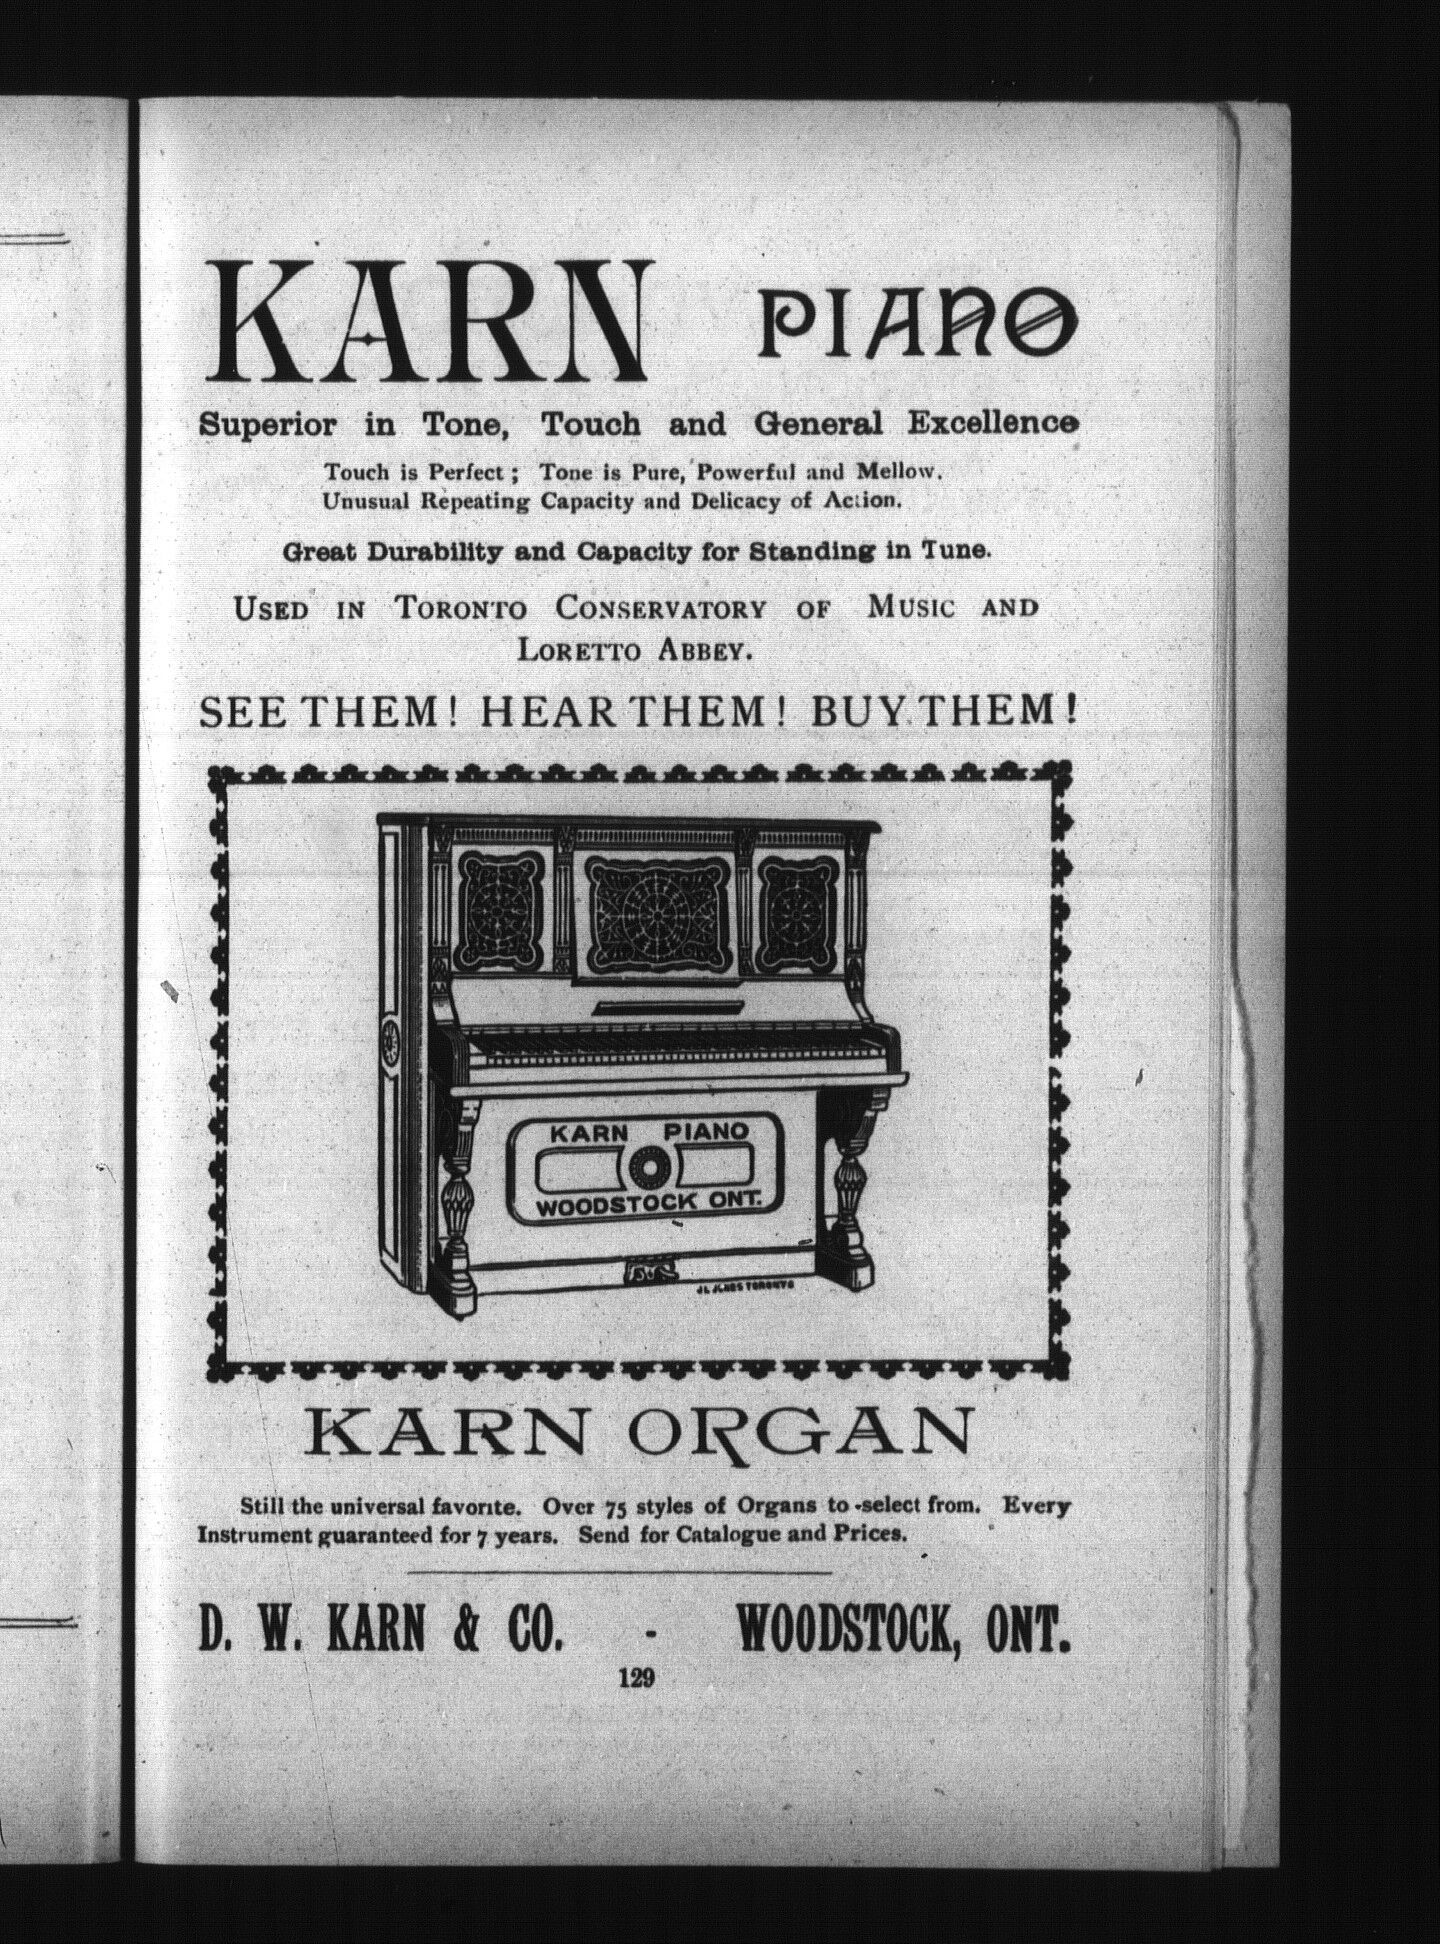 KARN PIANO
Superior in Tone, Touch and General Excellence
Touch is Perfect; Tone is Pure, Powerful and Mellow.
Unusual Repeating Capacity and Delicacy of Action.
Great Durability and Capacity for Standing in Tune.
USED IN TORONTO CONSERVATORY OF MUSIC AND
LORETTO ABBEY.
SEE THEM! HEAR THEM! BUY THEM!
KARN PIANO
WOODSTOCK ONT.
TORONTO
KARN ORGAN
Still the universal favorite. Over 75 styles of Organs to select from. Every
Instrument guaranteed for 7 years. Send for Catalogue and Prices.
D. W. KARN & CO. - WOODSTOCK, ONT.
129